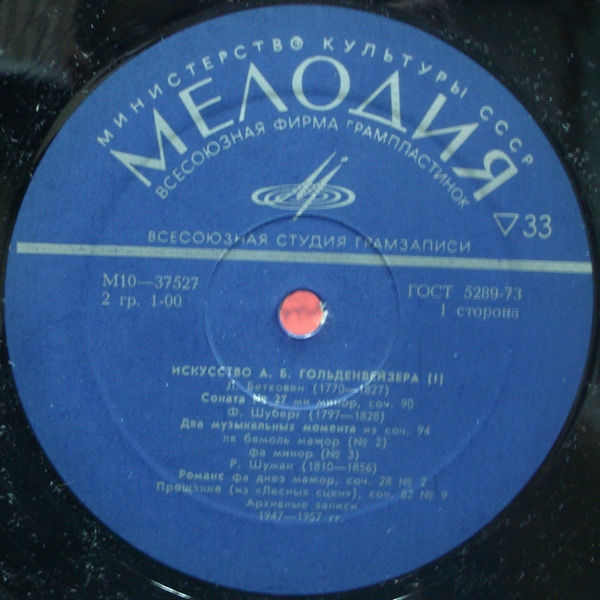 МИНИСТЕРСТВО КУЛЬТУРЫ СССР
МЕЛОДИЯ
ВСЕСОЮЗНАЯ ФИРМА ГРАМПЛАСТИНОК
▽33
ВСЕСОЮЗНАЯ СТУДИЯ ГРАМЗАПИСИ
М10—37527
ГОСТ 5289-73
2 гр. 1-00
1 сторона
ИСКУССТВО А. Б. ГОЛЬДЕНВЕЙЗЕРА (1)
Л. Бетховен (1770—1827)
Соната № 27 ми минор, соч. 90
Ф. Шуберт (1797—1828)
Два музыкальных момента из соч. 94
ля бемоль мажор (№ 2)
фа минор (№ 3)
Р. Шуман (1810—1856)
Романс фа диез мажор, соч. 28 № 2
Прощание (из «Лесных сцен»), соч. 82 № 9
Архивные записи
1947—1957 гг.